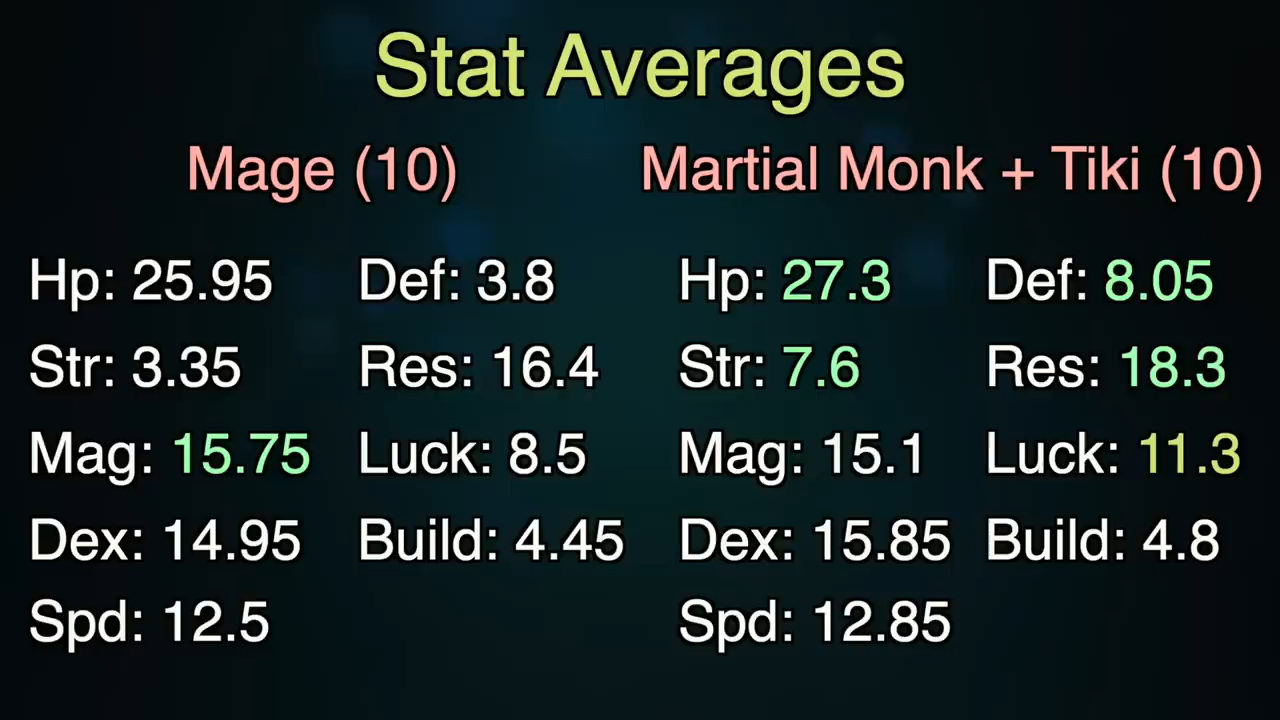 Stat Averages
Mage (10)
Hp: 25.95 Def: 3.8
Str: 3.35 Res: 16.4
Mag: 15.75 Luck: 8.5
Dex: 14.95 Build: 4.45
Spd: 12.5
Martial Monk + Tiki (10)
Hp: 27.3 Def: 8.05
Str: 7.6 Res: 18.3
Mag: 15.1 Luck: 11.3
Dex: 15.85 Build: 4.8
Spd: 12.85